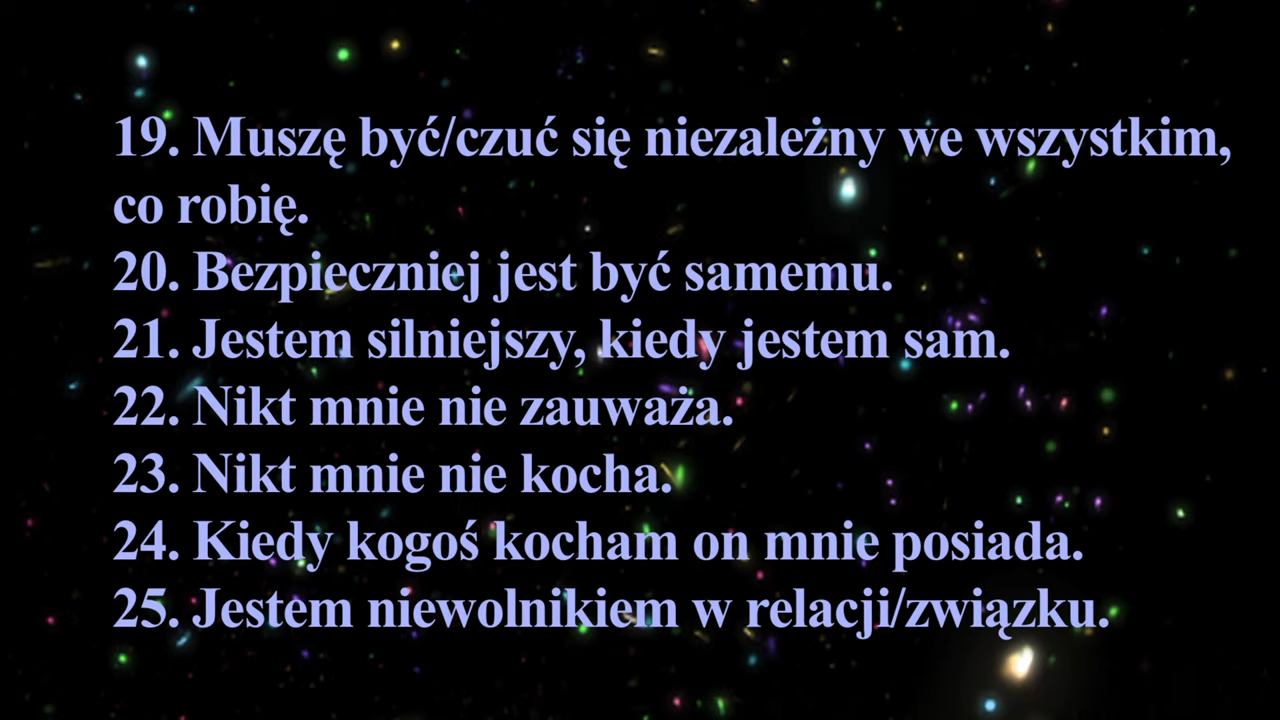 19. Muszę być/czuć się niezależny we wszystkim,
co robię.
20. Bezpieczniej jest być samemu.
21. Jestem silniejszy, kiedy jestem sam.
22. Nikt mnie nie zauważa.
23. Nikt mnie nie kocha.
24. Kiedy kogoś kocham on mnie posiada.
25. Jestem niewolnikiem w relacji/związku.